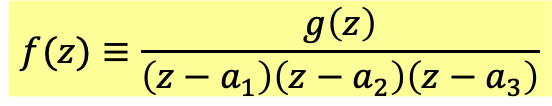 f(z) ≡ g(z) / (z − a₁)(z − a₂)(z − a₃)